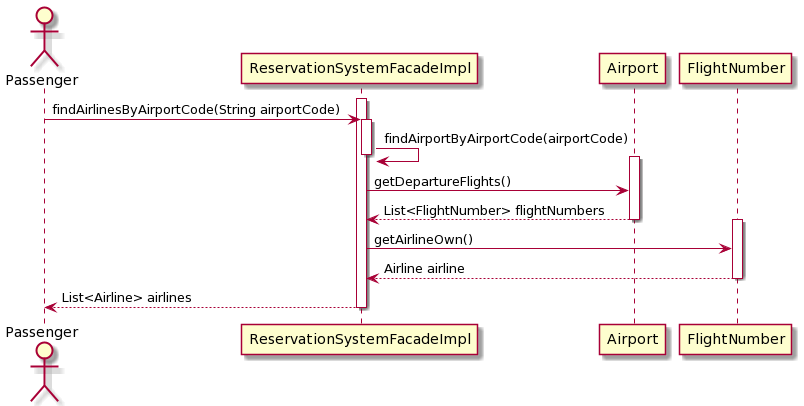 Passenger
ReservationSystemFacadeImpl
Airport
FlightNumber
findAirlinesByAirportCode(String airportCode)
findAirportByAirportCode(airportCode)
getDepartureFlights()
List<FlightNumber> flightNumbers
getAirlineOwn()
Airline airline
List<Airline> airlines
Passenger
ReservationSystemFacadeImpl
Airport
FlightNumber